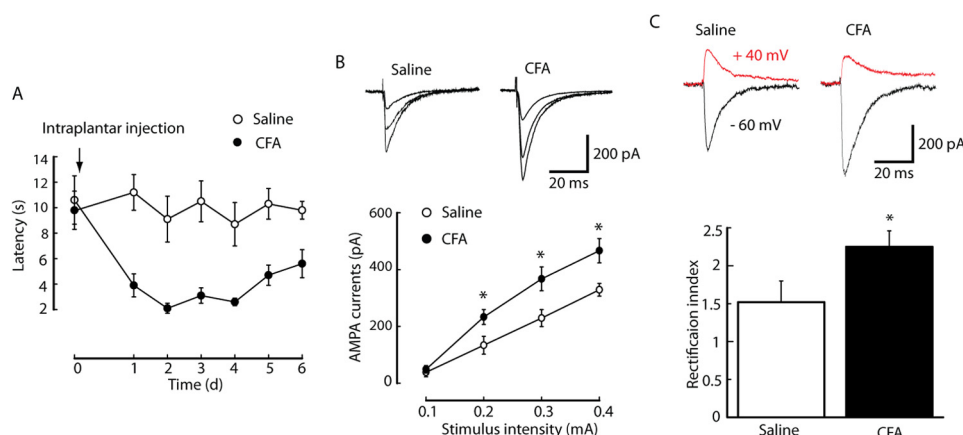 A
Intraplantar injection
Saline
CFA
14
12
10
8
6
4
2
Latency (s)
0 1 2 3 4 5 6
Time (d)
B
Saline
CFA
200 pA
20 ms
Saline
CFA
600
400
200
0
AMPA currents (pA)
* * *
0.1 0.2 0.3 0.4
Stimulus intensity (mA)
C
Saline
CFA
+ 40 mV
- 60 mV
200 pA
20 ms
2.5
2
1.5
1
0.5
0
Rectificaion inndex
*
Saline
CFA